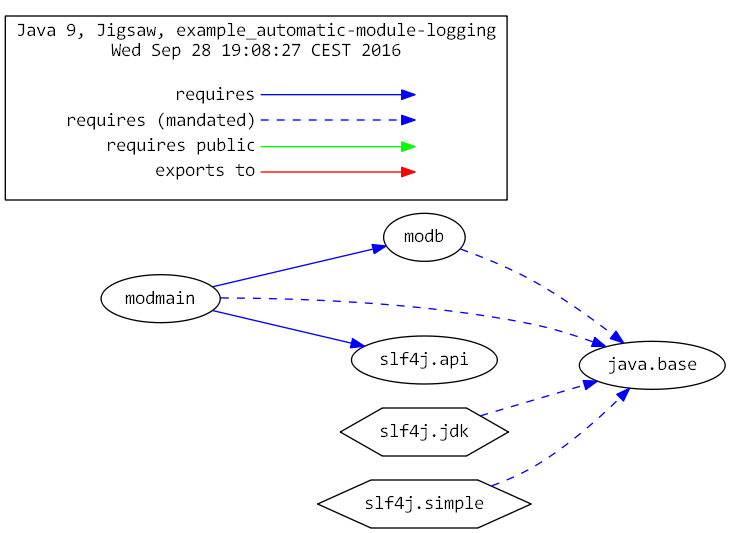 Java 9, Jigsaw, example_automatic-module-logging
Wed Sep 28 19:08:27 CEST 2016
requires
requires (mandated)
requires public
exports to
modb
modmain
slf4j.api
java.base
slf4j.jdk
slf4j.simple